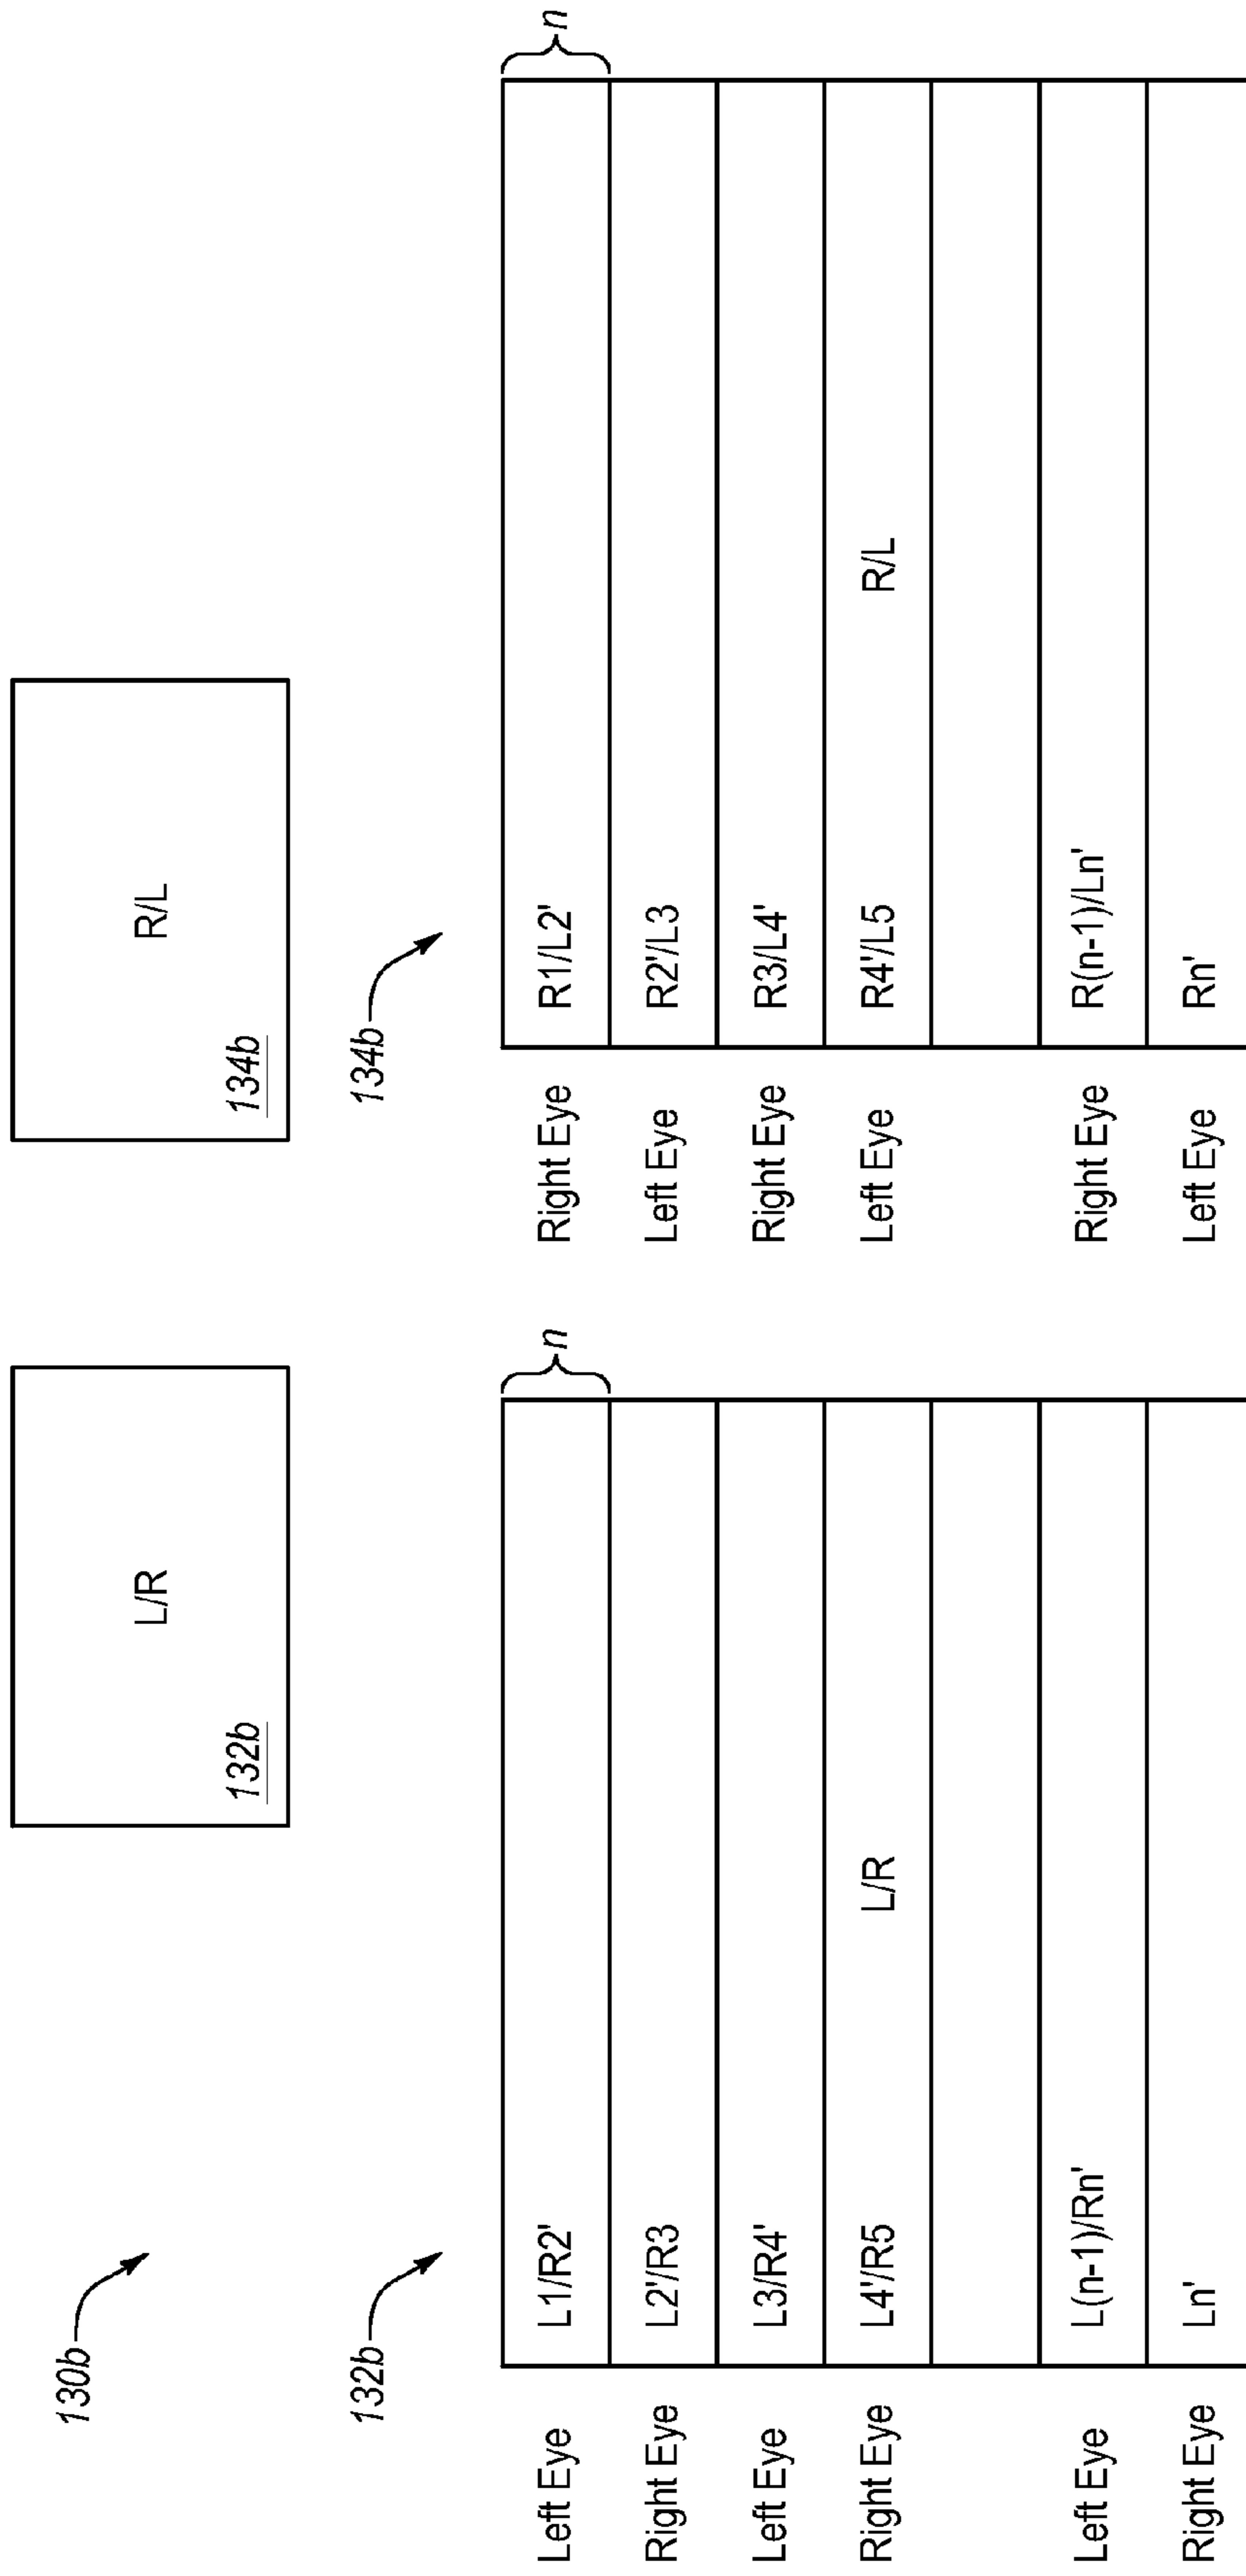 130b
L/R
132b
R/L
134b
132b
134b
n
n
Left Eye L1/R2' Right Eye R1/L2'
Right Eye L2'/R3 Left Eye R2'/L3
Left Eye L3/R4' Right Eye R3/L4'
Right Eye L4'/R5 L/R Left Eye R4'/L5 R/L
Left Eye L(n-1)/Rn' Right Eye R(n-1)/Ln'
Right Eye Ln' Left Eye Rn'